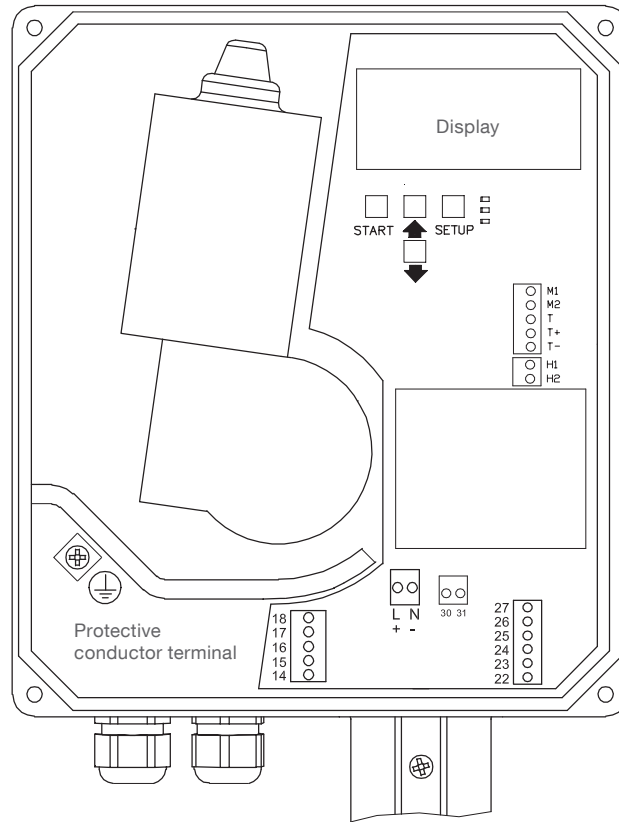 Display
START
SETUP
M1
M2
T
T+
T-
H1
H2
L N
+ -
30 31
27
26
25
24
23
22
18
17
16
15
14
Protective
conductor terminal